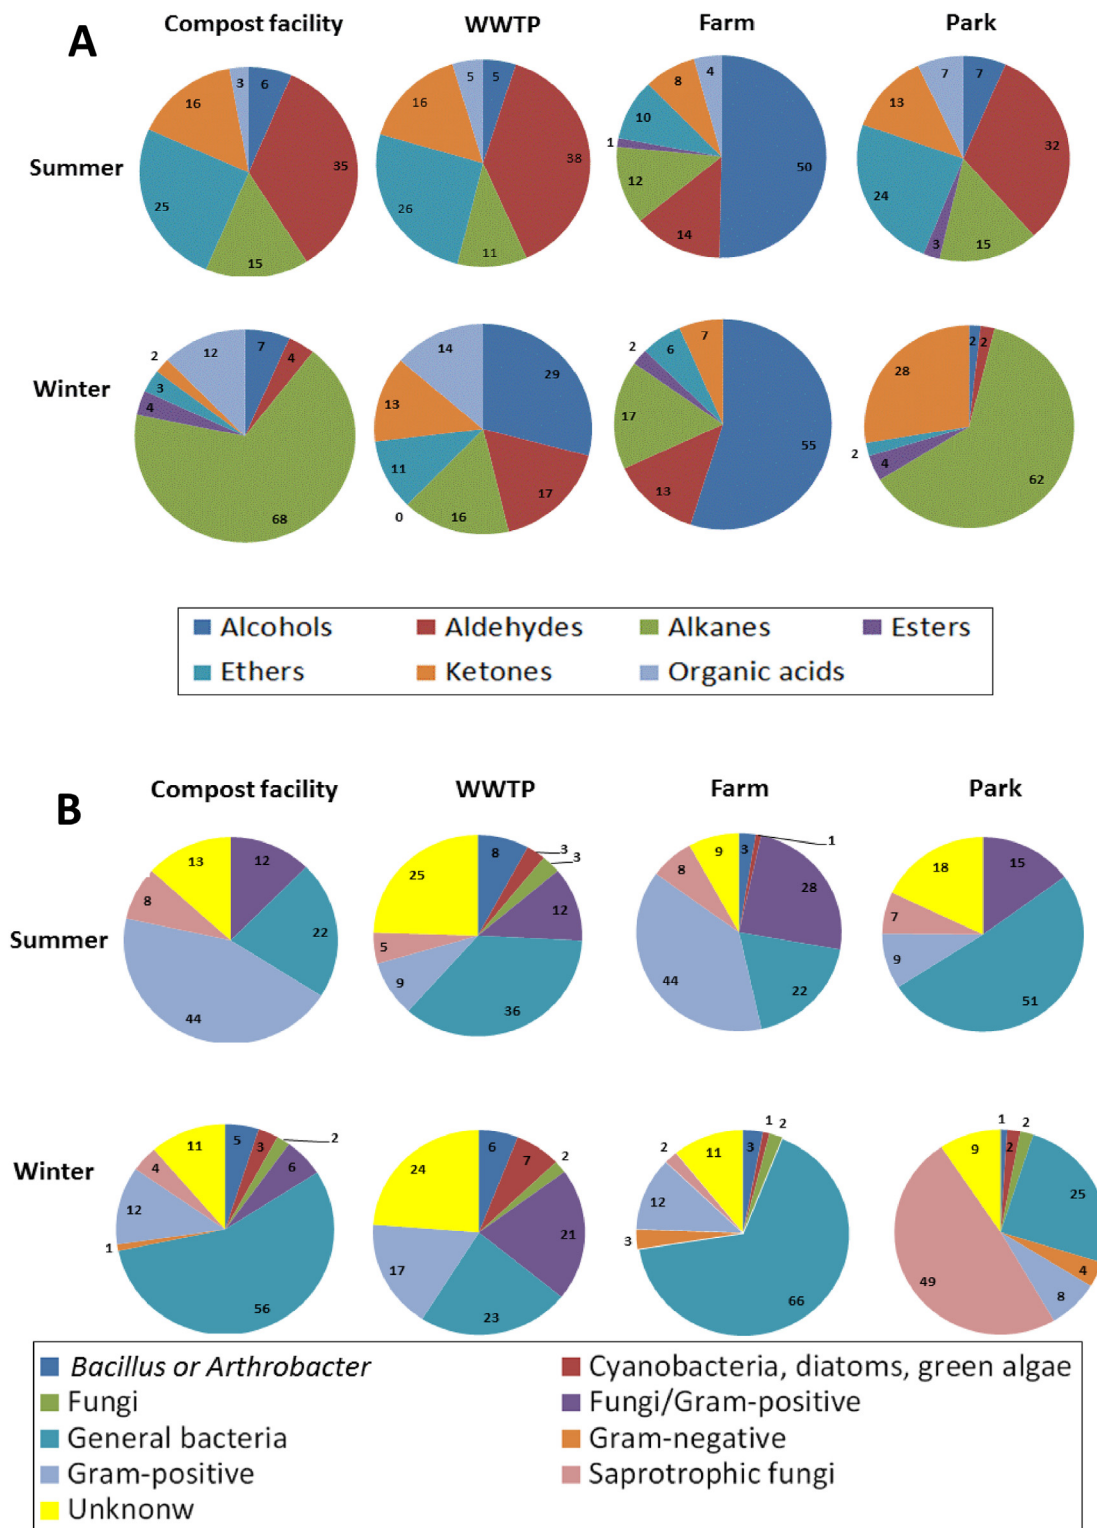 A
Compost facility WWTP Farm Park
Summer
3 6 35 15 25 16
5 5 38 11 26 16
4 50 14 12 1 10 8
7 7 32 15 3 24 13
Winter
12 7 4 68 4 3 2
14 29 17 16 0 11 13
55 13 17 2 6 7
2 2 62 4 2 28
Alcohols Aldehydes Alkanes Esters
Ethers Ketones Organic acids
B
Compost facility WWTP Farm Park
Summer
12 22 44 8 13
8 3 3 12 36 9 5 25
3 1 28 22 44 8 9
15 51 9 7 18
Winter
5 3 2 6 56 1 12 4 11
6 7 2 21 23 17 24
3 1 2 66 3 12 2 11
1 2 2 25 4 8 49 9
Bacillus or Arthrobacter Cyanobacteria, diatoms, green algae
Fungi Fungi/Gram-positive
General bacteria Gram-negative
Gram-positive Saprotrophic fungi
Unknonw